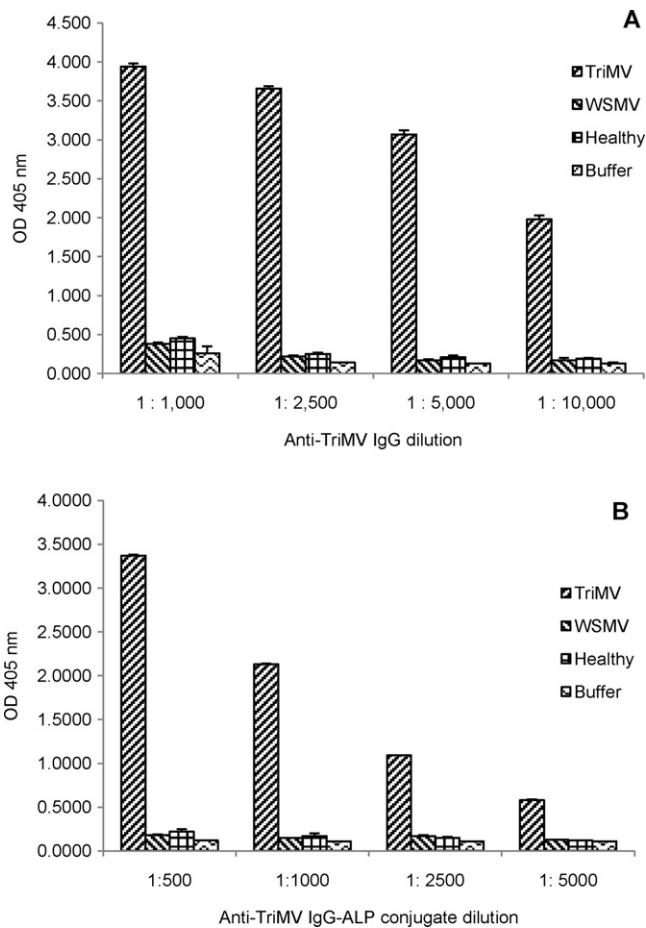 A
4.500
4.000
3.500
3.000
2.500
2.000
1.500
1.000
0.500
0.000
OD 405 nm
TriMV
WSMV
Healthy
Buffer
1 : 1,000
1: 2,500
1 : 5,000
1 : 10,000
Anti-TriMV IgG dilution
B
4.0000
3.5000
3.0000
2.5000
2.0000
1.5000
1.0000
0.5000
0.0000
OD 405 nm
TriMV
WSMV
Healthy
Buffer
1:500
1:1000
1: 2500
1: 5000
Anti-TriMV IgG-ALP conjugate dilution